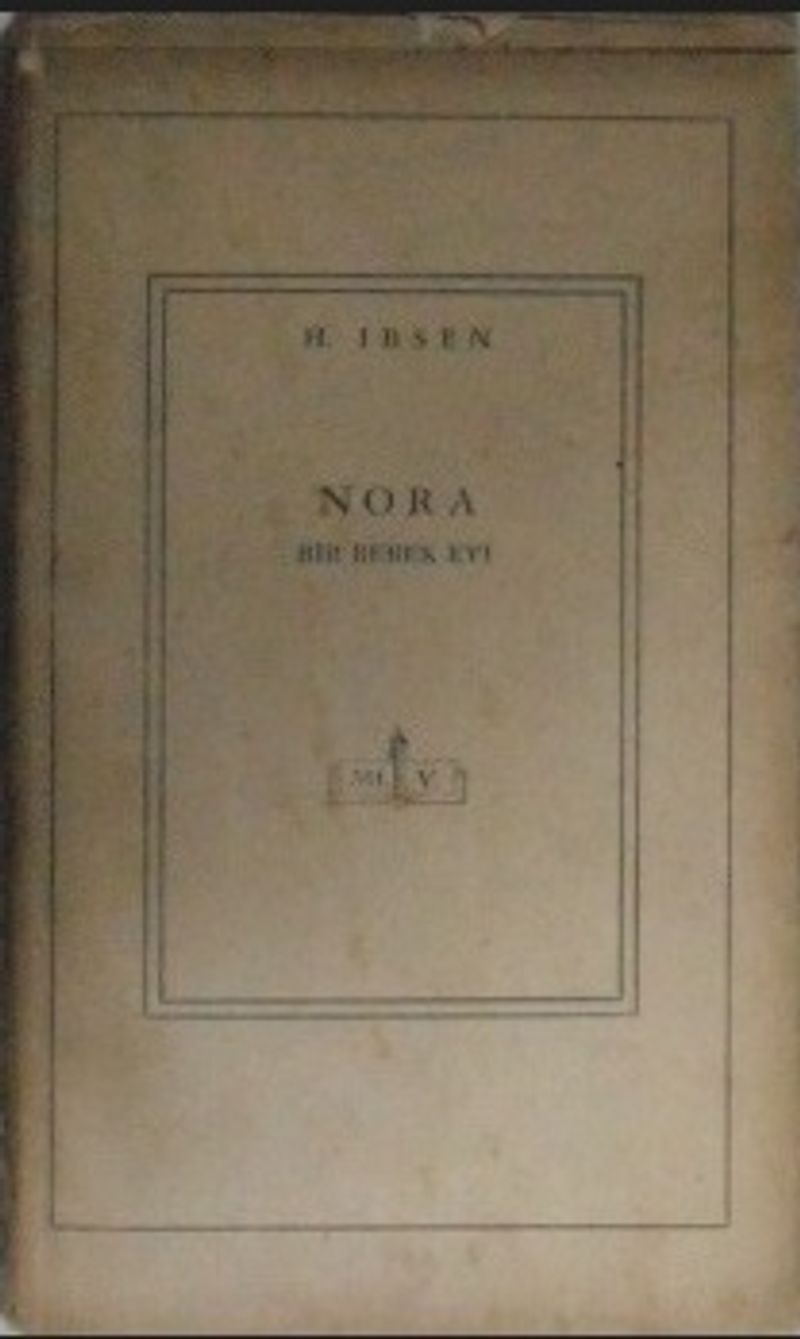 H. IBSEN
NORA
BİR BEBEK EVİ
M V